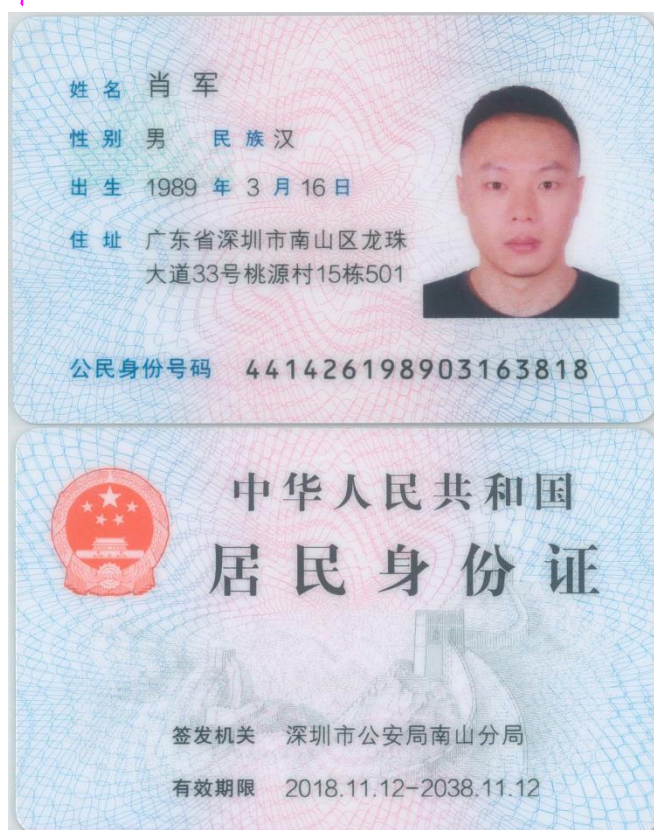 姓名 肖军
性别 男 民族 汉
出生 1989 年 3 月 16 日
住址 广东省深圳市南山区龙珠
大道33号桃源村15栋501
公民身份号码 441426198903163818
中华人民共和国
居民身份证
签发机关 深圳市公安局南山分局
有效期限 2018.11.12-2038.11.12